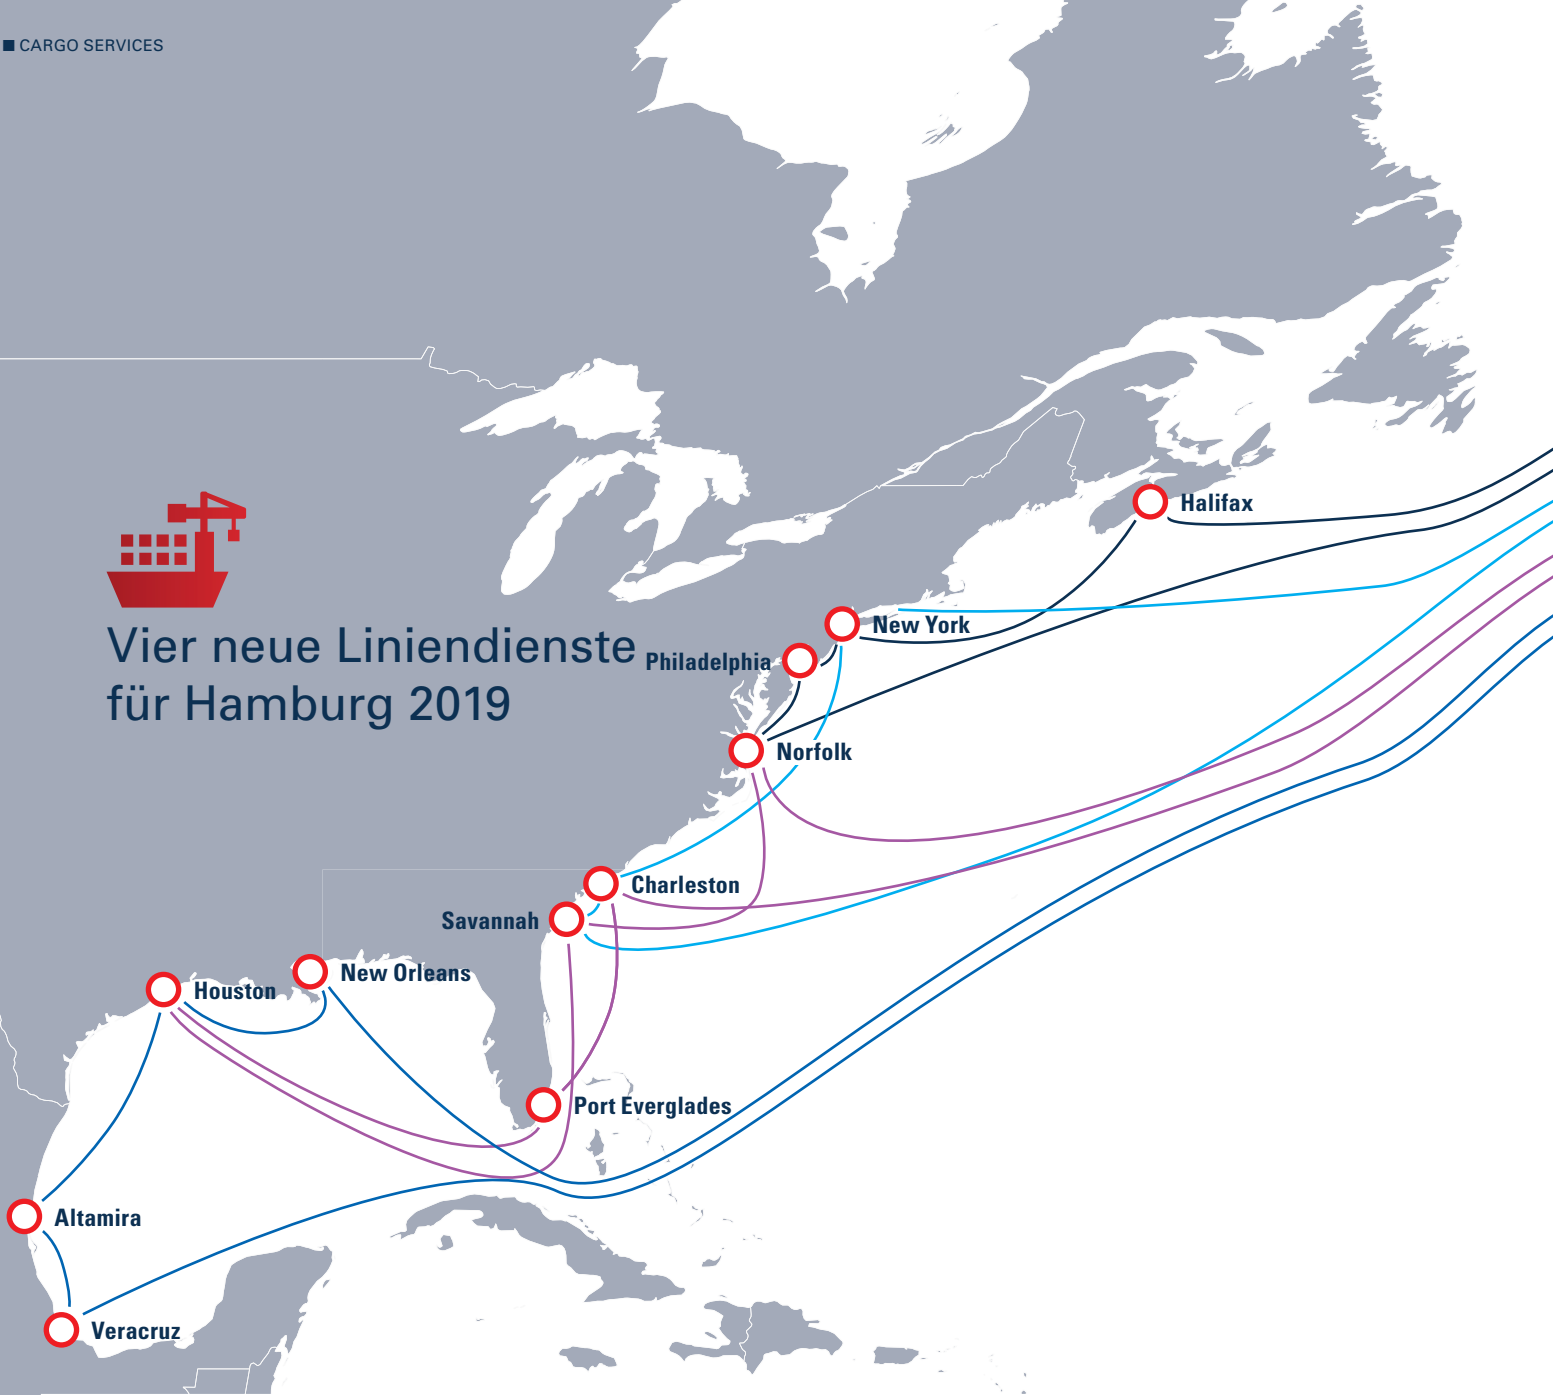 ■ CARGO SERVICES
Halifax
New York
Vier neue Liniendienste
für Hamburg 2019
Philadelphia
Norfolk
Charleston
Savannah
New Orleans
Houston
Port Everglades
Altamira
Veracruz